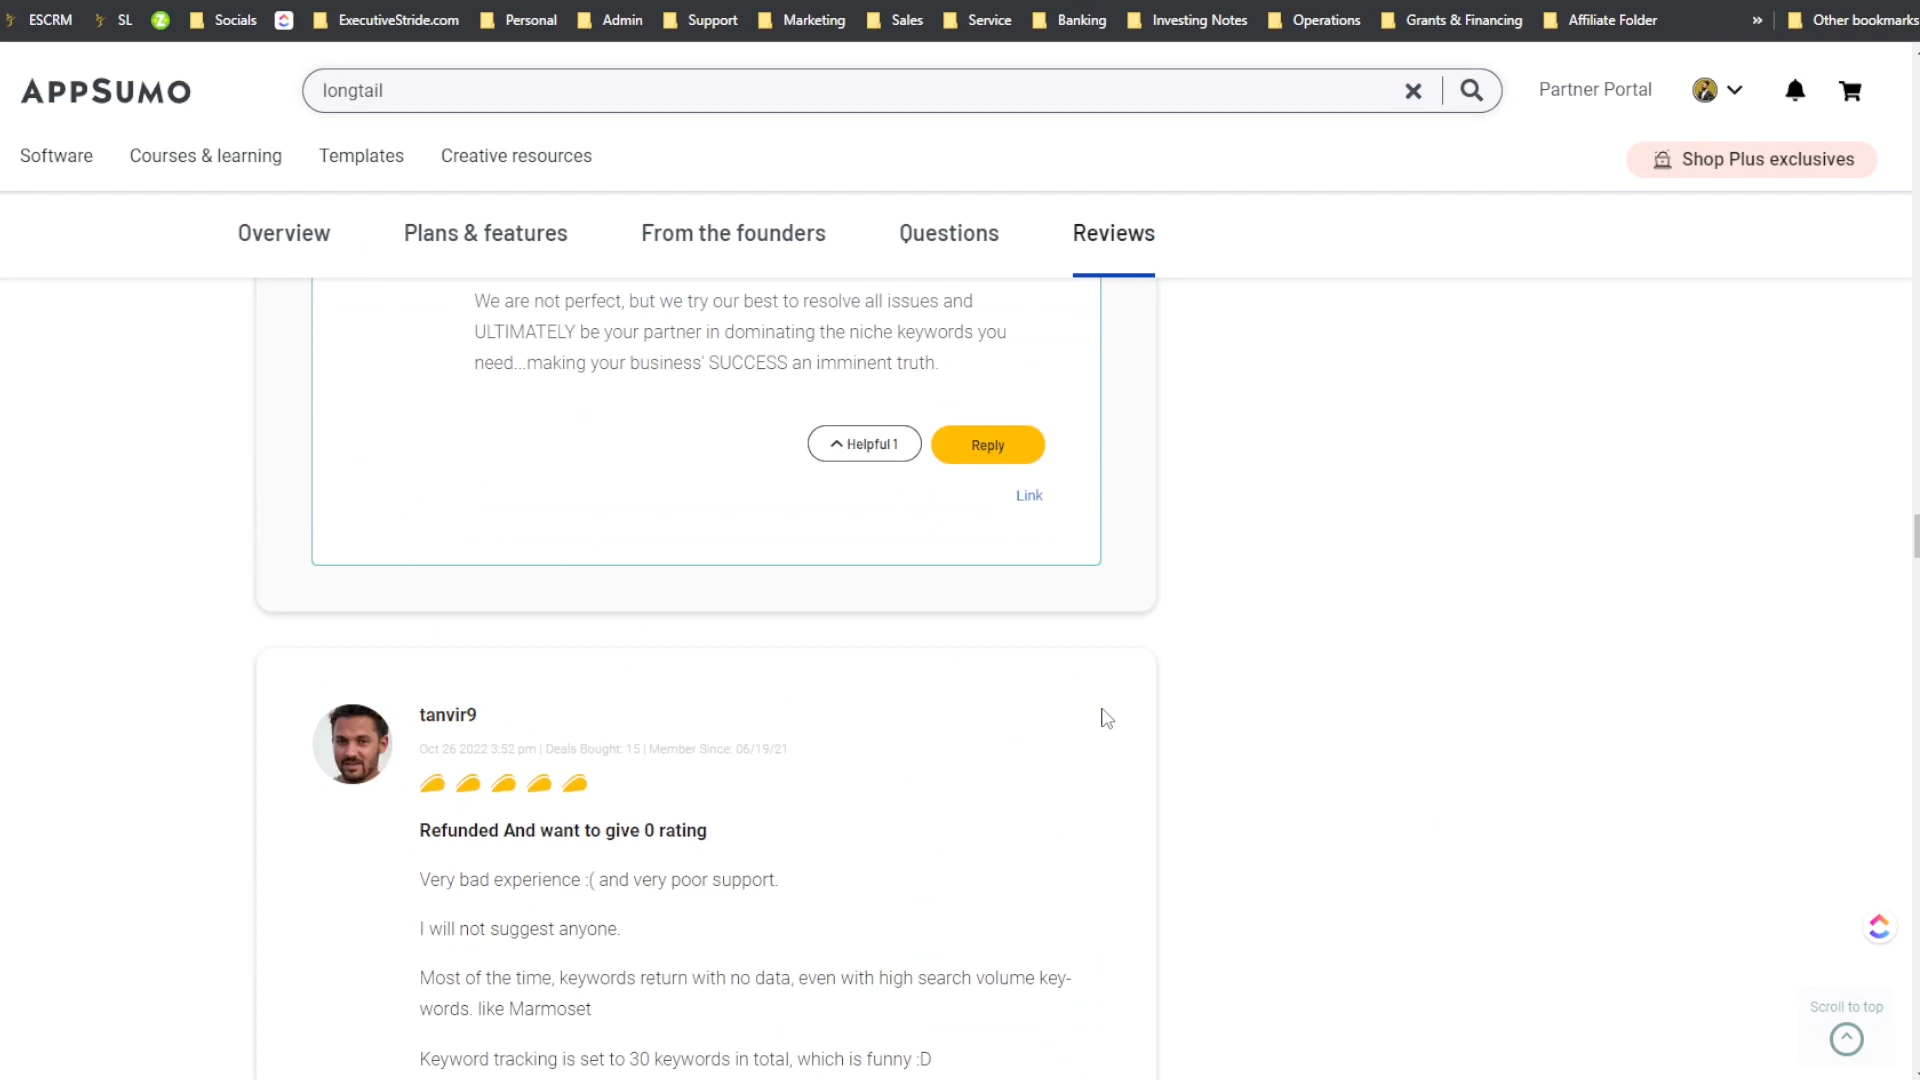 ESCRM SL Socials ExecutiveStride.com Personal Admin Support Marketing Sales Service Banking Investing Notes Operations Grants & Financing Affiliate Folder » Other bookmarks
APPSUMO longtail Partner Portal
Software Courses & learning Templates Creative resources Shop Plus exclusives
Overview Plans & features From the founders Questions Reviews
We are not perfect, but we try our best to resolve all issues and
ULTIMATELY be your partner in dominating the niche keywords you
need...making your business' SUCCESS an imminent truth.
Helpful 1 Reply
Link
tanvir9
Oct 26 2022 3:52 pm | Deals Bought: 15 | Member Since: 06/19/21
Refunded And want to give 0 rating
Very bad experience :( and very poor support.
I will not suggest anyone.
Most of the time, keywords return with no data, even with high search volume key-
words. like Marmoset
Scroll to top
Keyword tracking is set to 30 keywords in total, which is funny :D